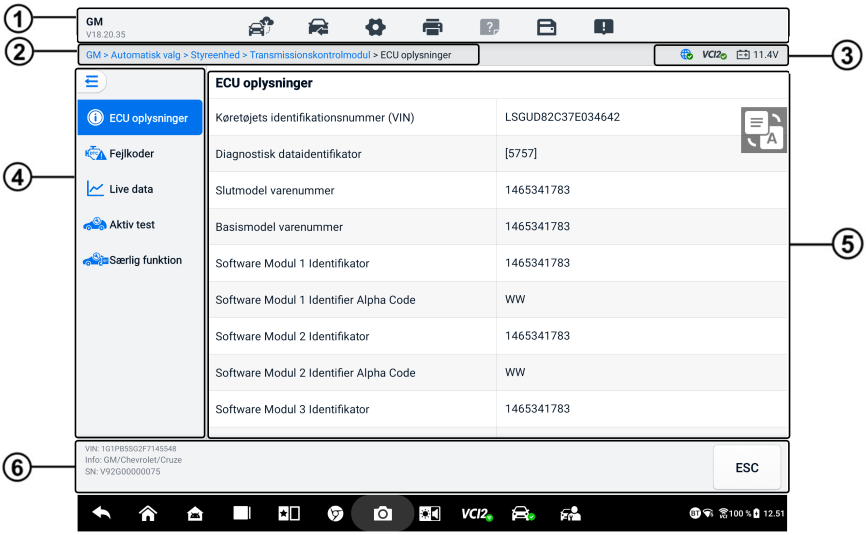 1
GM
V18.20.35
?
2
GM > Automatisk valg > Styreenhed > Transmissionskontrolmodul > ECU oplysninger
VCI2 11.4V
3
ECU oplysninger
ECU oplysninger
Fejlkoder
Live data
Aktiv test
Særlig funktion
4
Køretøjets identifikationsnummer (VIN) LSGUD82C37E034642
Diagnostisk dataidentifikator [5757]
Slutmodel varenummer 1465341783
Basismodel varenummer 1465341783
Software Modul 1 Identifikator 1465341783
Software Modul 1 Identifier Alpha Code WW
Software Modul 2 Identifikator 1465341783
Software Modul 2 Identifier Alpha Code WW
Software Modul 3 Identifikator 1465341783
A
5
6
VIN: 1G1PB5SG2F7145548
Info: GM/Chevrolet/Cruze
SN: V92G00000075
ESC
VCI2
BT VCI 100 % 12.51